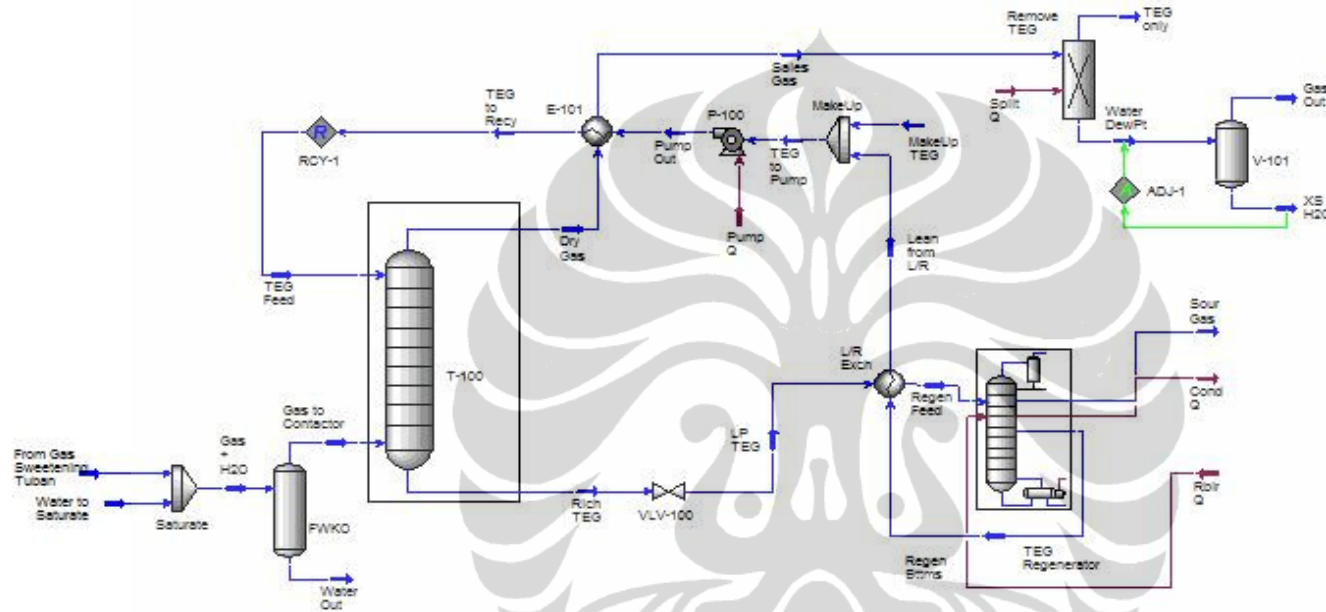 Remove
TEG
TEG
only
Sales
Gas
Split
Q
Water
DewPt
Gas
Out
V-101
ADJ-1
XS
H2O
TEG
to
Recy
E-101
P-100
MakeUp
MakeUp
TEG
Pump
Out
TEG
to
Pump
RCY-1
Pump
Q
Dry
Gas
TEG
Feed
Lean
from
L/R
T-100
L/R
Exch
Regen
Feed
Sour
Gas
Cond
Q
Rblr
Q
LP
TEG
Gas to
Contactor
Gas
+
H2O
From Gas
Sweetening
Tuban
Water to
Saturate
Saturate
FWKO
Water
Out
Rich
TEG
VLV-100
Regen
Bttms
TEG
Regenerator
R
A